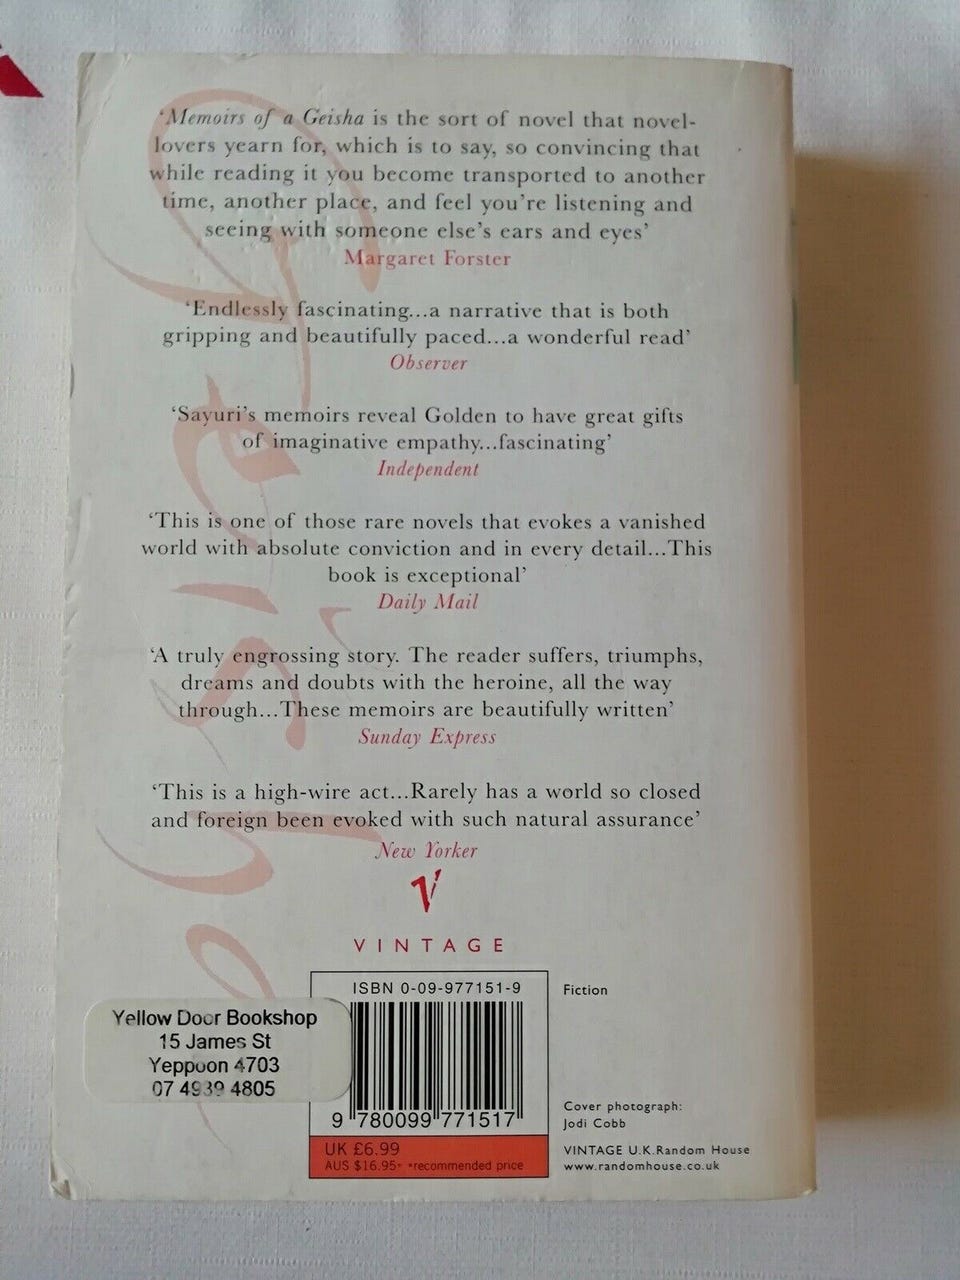 ‘Memoirs of a Geisha is the sort of novel that novel-
lovers yearn for, which is to say, so convincing that
while reading it you become transported to another
time, another place, and feel you’re listening and
seeing with someone else’s ears and eyes’
Margaret Forster
‘Endlessly fascinating...a narrative that is both
gripping and beautifully paced...a wonderful read’
Observer
‘Sayuri’s memoirs reveal Golden to have great gifts
of imaginative empathy...fascinating’
Independent
‘This is one of those rare novels that evokes a vanished
world with absolute conviction and in every detail...This
book is exceptional’
Daily Mail
‘A truly engrossing story. The reader suffers, triumphs,
dreams and doubts with the heroine, all the way
through...These memoirs are beautifully written’
Sunday Express
‘This is a high-wire act...Rarely has a world so closed
and foreign been evoked with such natural assurance’
New Yorker
V
VINTAGE
ISBN 0-09-977151-9
9 780099 771517
UK £6.99
AUS $16.95* *recommended price
Yellow Door Bookshop
15 James St
Yeppoon 4703
07 4939 4805
Fiction
Cover photograph:
Jodi Cobb
VINTAGE U.K.Random House
www.randomhouse.co.uk